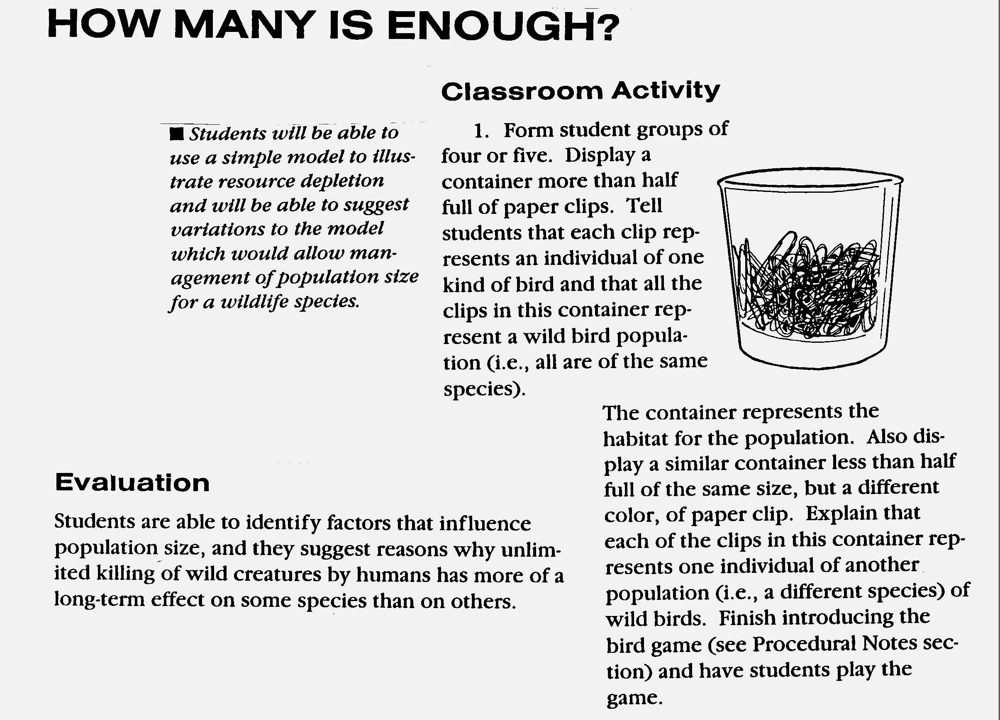 HOW MANY IS ENOUGH?
■ Students will be able to
use a simple model to illus-
trate resource depletion
and will be able to suggest
variations to the model
which would allow man-
agement of population size
for a wildlife species.
Classroom Activity
1. Form student groups of
four or five. Display a
container more than half
full of paper clips. Tell
students that each clip rep-
resents an individual of one
kind of bird and that all the
clips in this container rep-
resent a wild bird popula-
tion (i.e., all are of the same
species).
The container represents the
habitat for the population. Also dis-
play a similar container less than half
full of the same size, but a different
color, of paper clip. Explain that
each of the clips in this container rep-
resents one individual of another
population (i.e., a different species) of
wild birds. Finish introducing the
bird game (see Procedural Notes sec-
tion) and have students play the
game.
Evaluation
Students are able to identify factors that influence
population size, and they suggest reasons why unlim-
ited killing of wild creatures by humans has more of a
long-term effect on some species than on others.